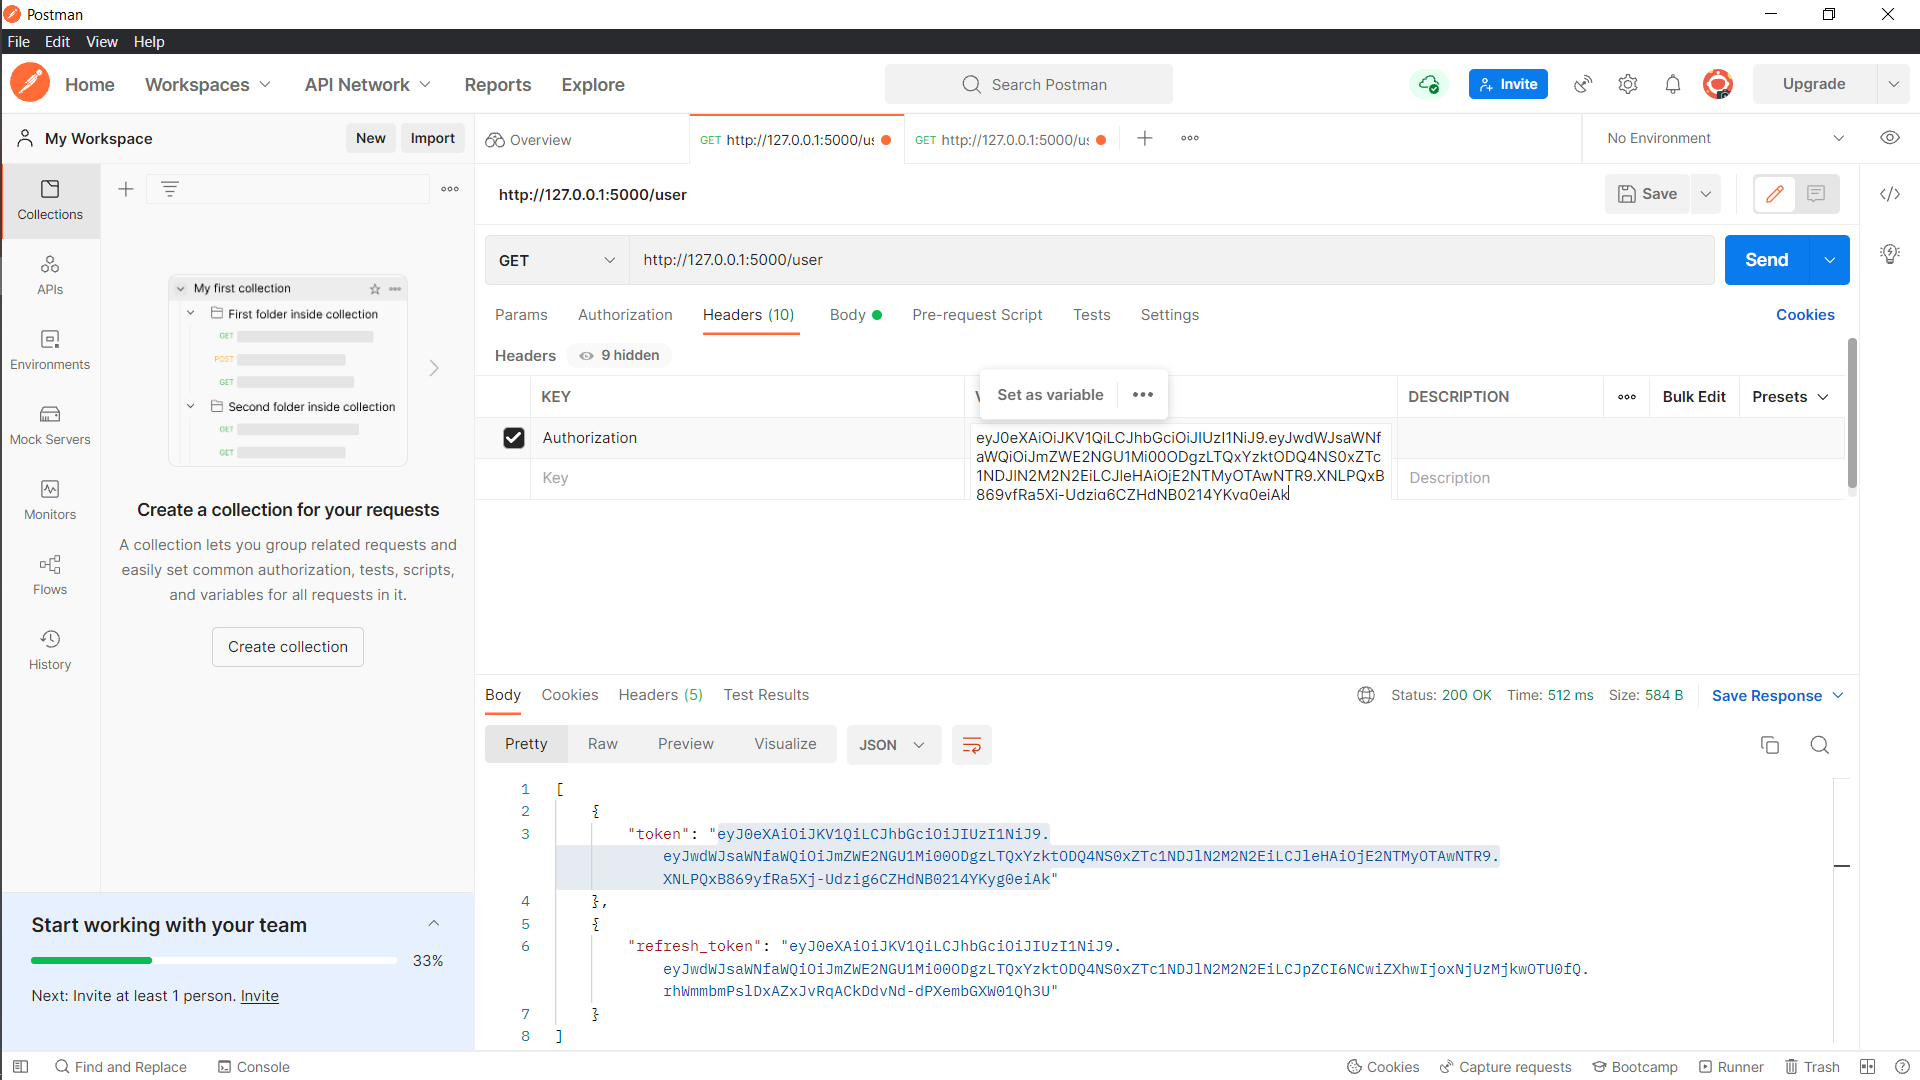 Postman
File Edit View Help
Home Workspaces API Network Reports Explore
Search Postman
Invite
Upgrade
My Workspace
New
Import
Overview
GET http://127.0.0.1:5000/us
GET http://127.0.0.1:5000/us
No Environment
Collections
APIs
Environments
Mock Servers
Monitors
Flows
History
My first collection
First folder inside collection
GET
POST
GET
Second folder inside collection
GET
GET
Create a collection for your requests
A collection lets you group related requests and
easily set common authorization, tests, scripts,
and variables for all requests in it.
Create collection
Start working with your team
33%
Next: Invite at least 1 person. Invite
http://127.0.0.1:5000/user
Save
GET
http://127.0.0.1:5000/user
Send
Params Authorization Headers (10) Body Pre-request Script Tests Settings
Cookies
Headers 9 hidden
KEY
Set as variable
DESCRIPTION
Bulk Edit
Presets
Authorization
eyJ0eXAiOiJKV1QiLCJhbGciOiJIUzI1NiJ9.eyJwdWJsaWNf
aWQiOiJmZWE2NGU1Mi00ODgzLTQxYzktODQ4NS0xZTc
1NDJlN2M2N2EiLCJleHAiOjE2NTMyOTAwNTR9.XNLPQxB
869yfRa5Xj-Udzig6CZHdNB0214YKyg0eiAk
Key
Description
Body Cookies Headers (5) Test Results
Status: 200 OK Time: 512 ms Size: 584 B
Save Response
Pretty Raw Preview Visualize
JSON
1 [
2 {
3 "token": "eyJ0eXAiOiJKV1QiLCJhbGciOiJIUzI1NiJ9.
eyJwdWJsaWNfaWQiOiJmZWE2NGU1Mi00ODgzLTQxYzktODQ4NS0xZTc1NDJlN2M2N2EiLCJleHAiOjE2NTMyOTAwNTR9.
XNLPQxB869yfRa5Xj-Udzig6CZHdNB0214YKyg0eiAk"
4 },
5 {
6 "refresh_token": "eyJ0eXAiOiJKV1QiLCJhbGciOiJIUzI1NiJ9.
eyJwdWJsaWNfaWQiOiJmZWE2NGU1Mi00ODgzLTQxYzktODQ4NS0xZTc1NDJlN2M2N2EiLCJpZCI6NCwiZXhwIjoxNjUzMjkwOTU0fQ.
rhWmmbmPslDxAZxJvRqACkDdvNd-dPXembGXW01Qh3U"
7 }
8 ]
Find and Replace
Console
Cookies
Capture requests
Bootcamp
Runner
Trash